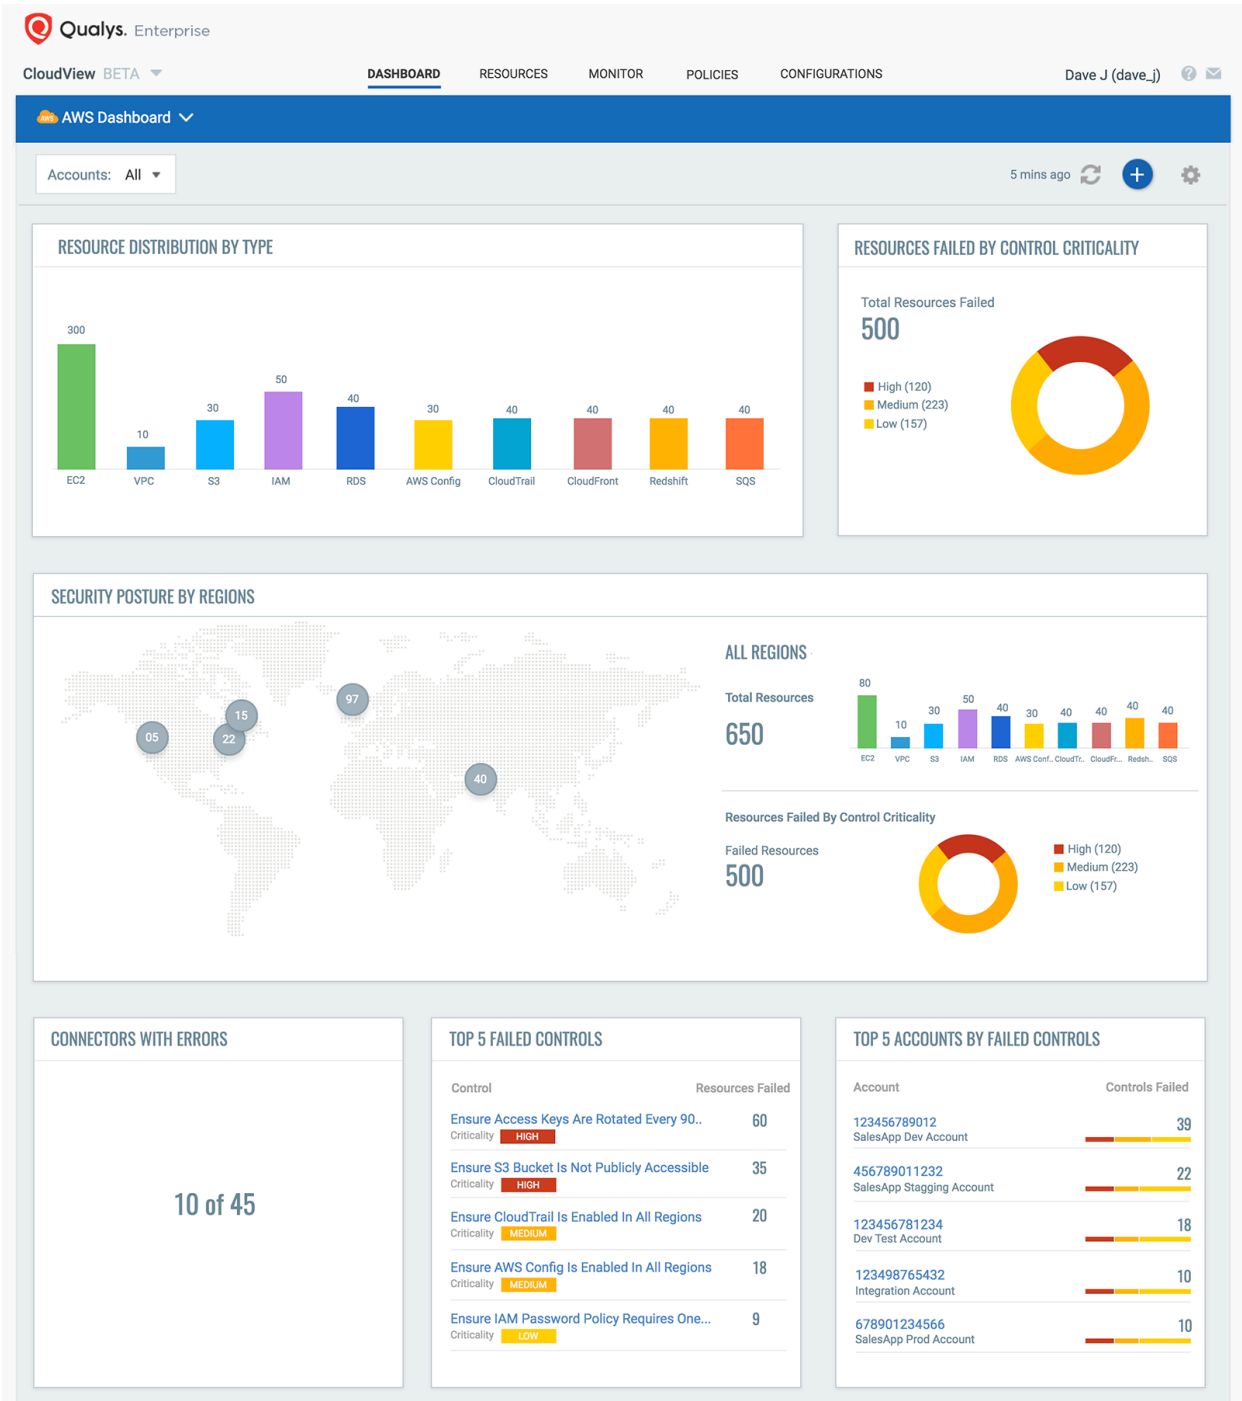 Qualys. Enterprise
CloudView BETA
DASHBOARD RESOURCES MONITOR POLICIES CONFIGURATIONS
Dave J (dave_j)
?
AWS AWS Dashboard
Accounts: All
5 mins ago
+
RESOURCE DISTRIBUTION BY TYPE
300 10 30 50 40 30 40 40 40 40
EC2 VPC S3 IAM RDS AWS Config CloudTrail CloudFront Redshift SQS
RESOURCES FAILED BY CONTROL CRITICALITY
Total Resources Failed
500
High (120)
Medium (223)
Low (157)
SECURITY POSTURE BY REGIONS
97
15
05
22
40
ALL REGIONS
Total Resources
650
80 10 30 50 40 30 40 40 40 40
EC2 VPC S3 IAM RDS AWS Conf.. CloudTr.. CloudFr... Redsh.. SQS
Resources Failed By Control Criticality
Failed Resources
500
High (120)
Medium (223)
Low (157)
CONNECTORS WITH ERRORS
10 of 45
TOP 5 FAILED CONTROLS
Control Resources Failed
Ensure Access Keys Are Rotated Every 90.. 60
Criticality HIGH
Ensure S3 Bucket Is Not Publicly Accessible 35
Criticality HIGH
Ensure CloudTrail Is Enabled In All Regions 20
Criticality MEDIUM
Ensure AWS Config Is Enabled In All Regions 18
Criticality MEDIUM
Ensure IAM Password Policy Requires One... 9
Criticality LOW
TOP 5 ACCOUNTS BY FAILED CONTROLS
Account Controls Failed
123456789012 39
SalesApp Dev Account
456789011232 22
SalesApp Stagging Account
123456781234 18
Dev Test Account
123498765432 10
Integration Account
678901234566 10
SalesApp Prod Account